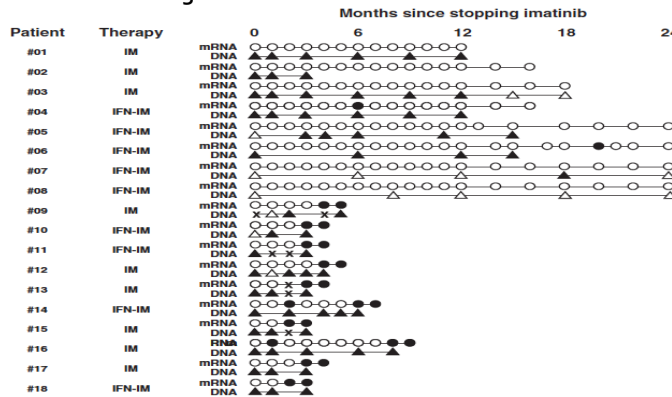 Months since stopping imatinib
Patient Therapy 0 6 12 18 24
#01 IM mRNA
DNA
#02 IM mRNA
DNA
#03 IM mRNA
DNA
#04 IFN-IM mRNA
DNA
#05 IFN-IM mRNA
DNA
#06 IFN-IM mRNA
DNA
#07 IFN-IM mRNA
DNA
#08 IFN-IM mRNA
DNA
#09 IM mRNA
DNA
#10 IFN-IM mRNA
DNA
#11 IFN-IM mRNA
DNA
#12 IM mRNA
DNA
#13 IM mRNA
DNA
#14 IFN-IM mRNA
DNA
#15 IM mRNA
DNA
#16 IM RNA
DNA
#17 IM mRNA
DNA
#18 IFN-IM mRNA
DNA